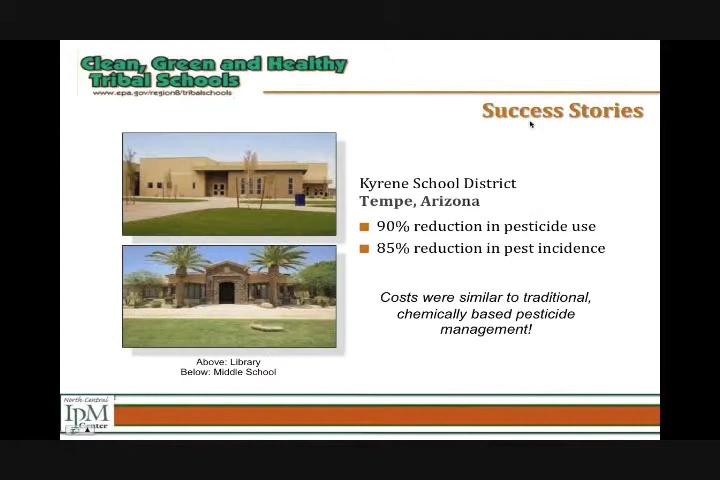 Clean, Green and Healthy
Tribal Schools
www.epa.gov/region8/tribalschools
Success Stories
Kyrene School District
Tempe, Arizona
90% reduction in pesticide use
85% reduction in pest incidence
Costs were similar to traditional,
chemically based pesticide
management!
Above: Library
Below: Middle School
North Central
IpM
Center